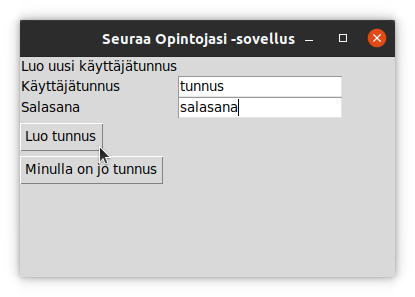 Seuraa Opintojasi -sovellus
Luo uusi käyttäjätunnus
Käyttäjätunnus tunnus
Salasana salasana
Luo tunnus
Minulla on jo tunnus